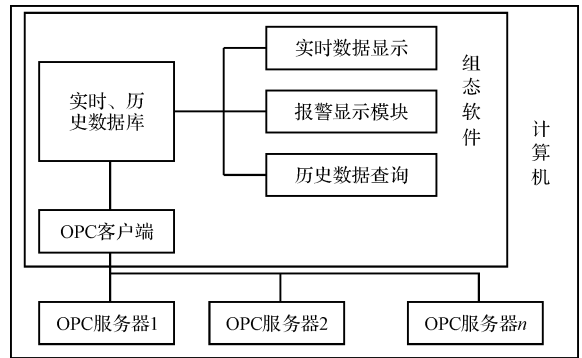 实时数据显示
实时、历
史数据库
报警显示模块
历史数据查询
组态软件
计算机
OPC客户端
OPC服务器1
OPC服务器2
OPC服务器n